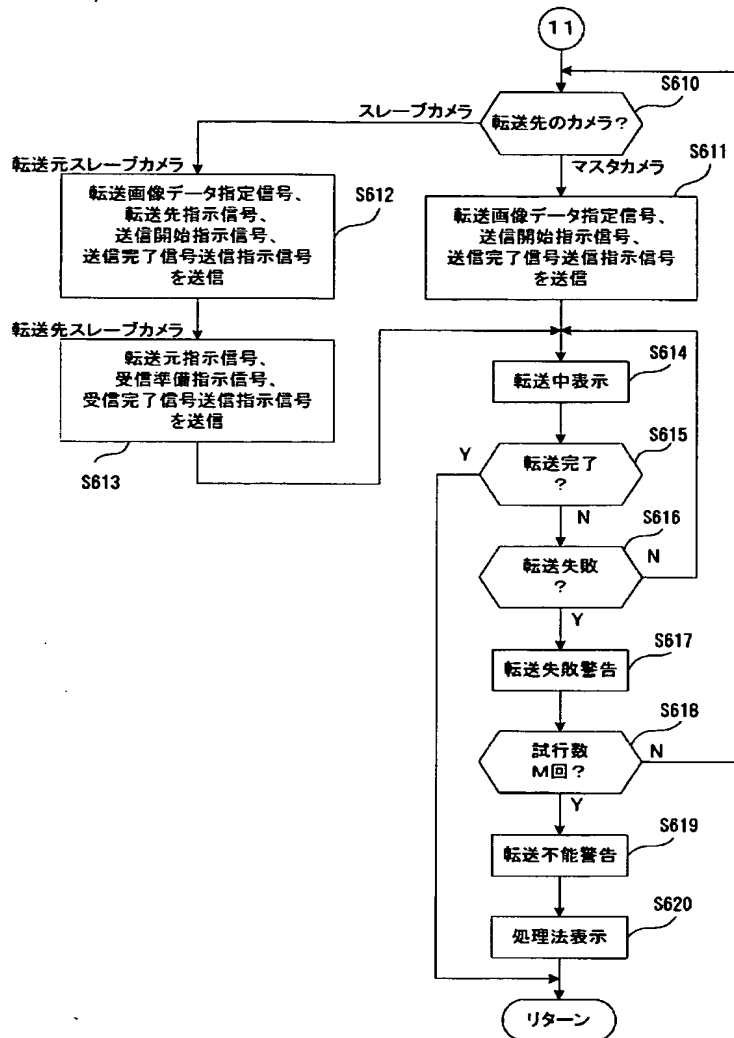 11
S610
転送先のカメラ?
スレーブカメラ
マスタカメラ
S611
転送画像データ指定信号、
送信開始指示信号、
送信完了信号送信指示信号
を送信
転送元スレーブカメラ
S612
転送画像データ指定信号、
転送先指示信号、
送信開始指示信号、
送信完了信号送信指示信号
を送信
転送先スレーブカメラ
転送元指示信号、
受信準備指示信号、
受信完了信号送信指示信号
を送信
S613
S614
転送中表示
S615
転送完了
?
Y
N
S616
転送失敗
?
N
Y
S617
転送失敗警告
S618
試行数
M回?
N
Y
S619
転送不能警告
S620
処理法表示
リターン